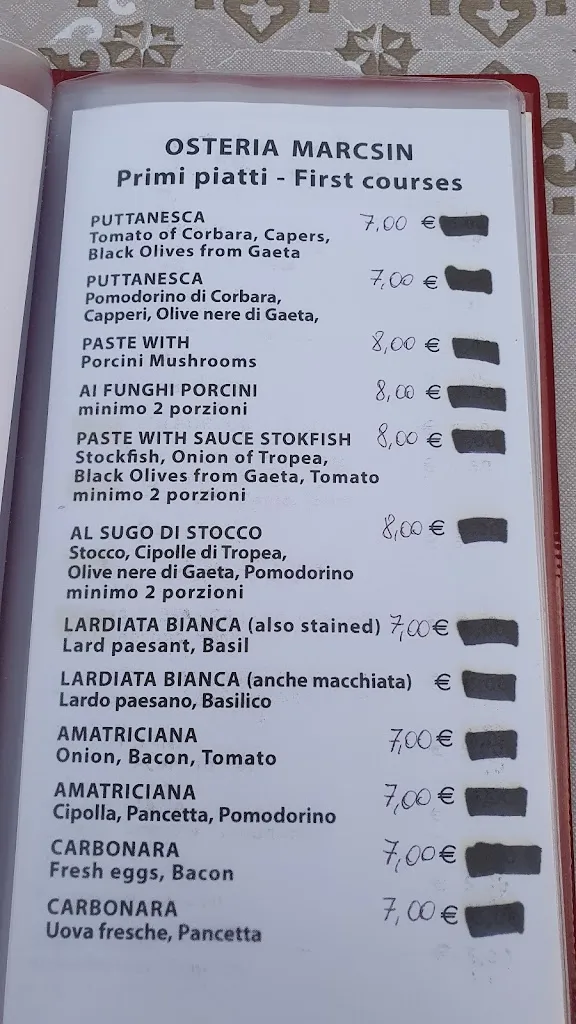 OSTERIA MARCSIN
Primi piatti - First courses
PUTTANESCA 7,00 €
Tomato of Corbara, Capers,
Black Olives from Gaeta
PUTTANESCA 7,00 €
Pomodorino di Corbara,
Capperi, Olive nere di Gaeta,
PASTE WITH 8,00 €
Porcini Mushrooms
AI FUNGHI PORCINI 8,00 €
minimo 2 porzioni
PASTE WITH SAUCE STOKFISH 8,00 €
Stockfish, Onion of Tropea,
Black Olives from Gaeta, Tomato
minimo 2 porzioni
AL SUGO DI STOCCO 8,00 €
Stocco, Cipolle di Tropea,
Olive nere di Gaeta, Pomodorino
minimo 2 porzioni
LARDIATA BIANCA (also stained) 7,00 €
Lard paesant, Basil
LARDIATA BIANCA (anche macchiata) €
Lardo paesano, Basilico
AMATRICIANA 7,00 €
Onion, Bacon, Tomato
AMATRICIANA 7,00 €
Cipolla, Pancetta, Pomodorino
CARBONARA 7,00 €
Fresh eggs, Bacon
CARBONARA 7,00 €
Uova fresche, Pancetta